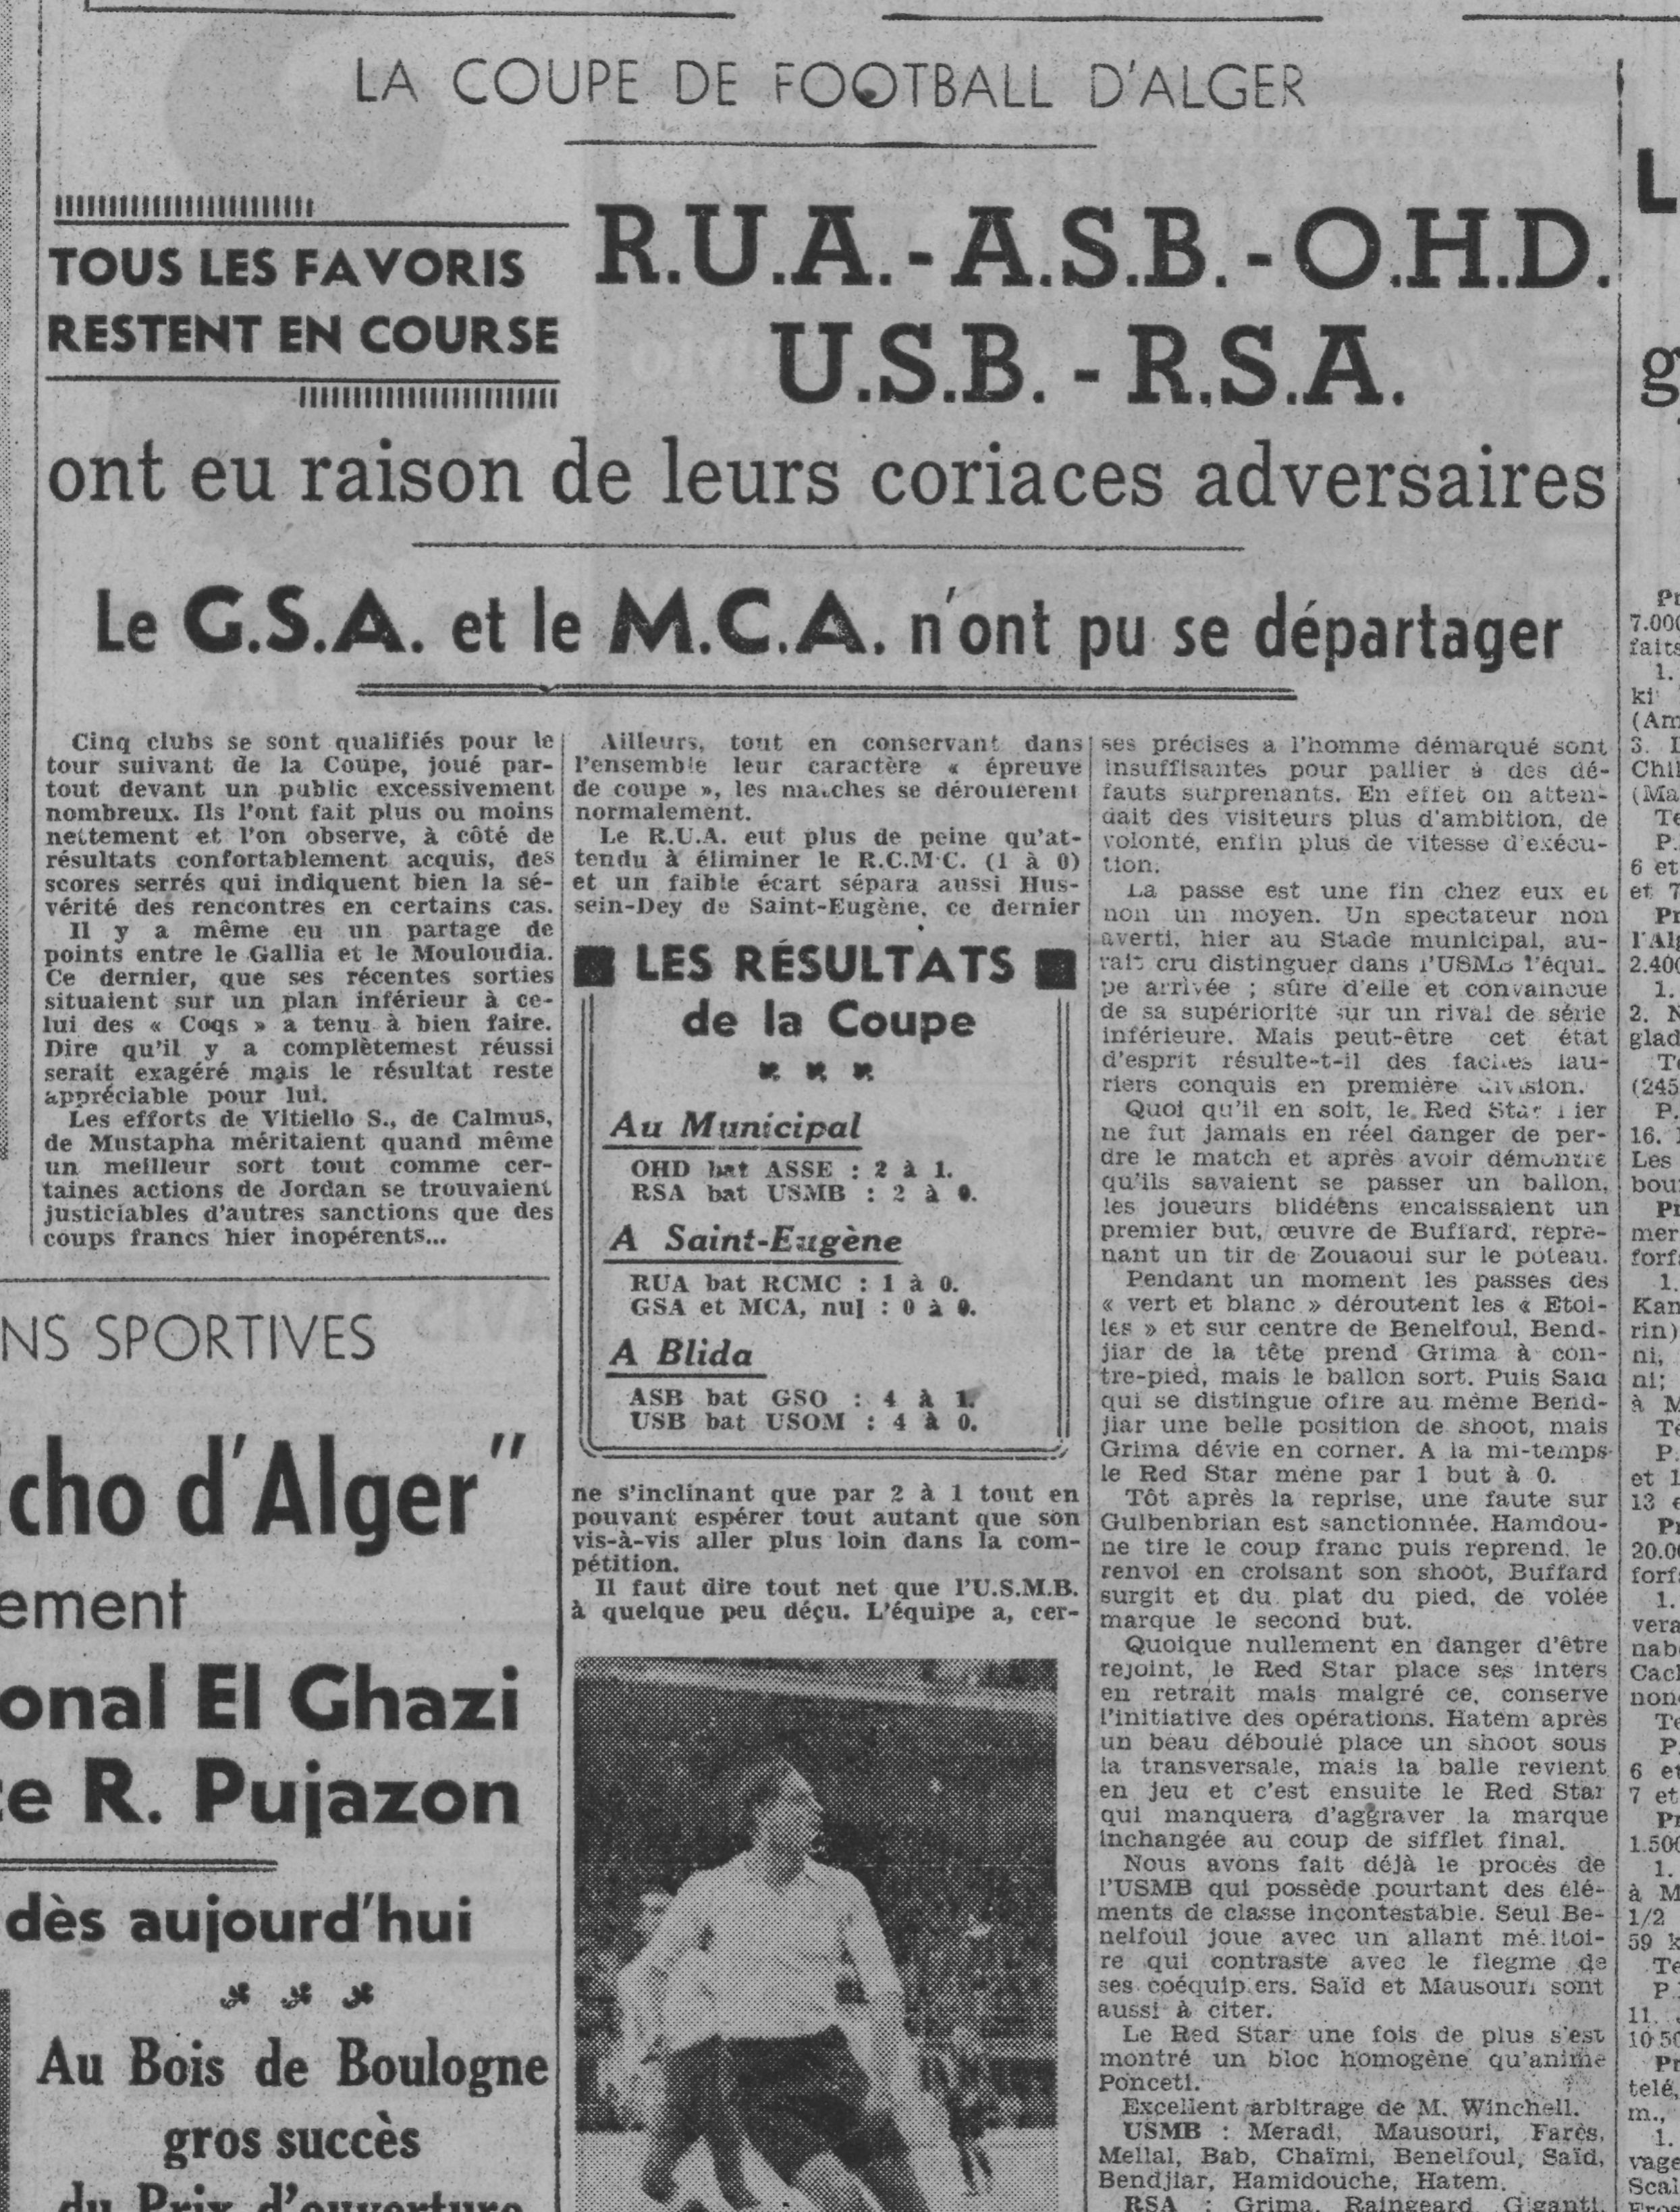 LA COUPE DE FOOTBALL D'ALGER
TOUS LES FAVORIS
RESTENT EN COURSE
R.U.A. - A.S.B. - O.H.D.
U.S.B. - R.S.A.
ont eu raison de leurs coriaces adversaires
Le G.S.A. et le M.C.A. n'ont pu se départager
Cinq clubs se sont qualifiés pour le
tour suivant de la Coupe, joué par-
tout devant un public excessivement
nombreux. Ils l'ont fait plus ou moins
nettement et l'on observe, à côté de
résultats confortablement acquis, des
scores serrés qui indiquent bien la sé-
vérité des rencontres en certains cas.
Il y a même eu un partage de
points entre le Gallia et le Mouloudia.
Ce dernier, que ses récentes sorties
situaient sur un plan inférieur à ce-
lui des « Coqs » a tenu à bien faire.
Dire qu'il y a complètemest réussi
serait exagéré mais le résultat reste
appréciable pour lui.
Les efforts de Vitiello S., de Calmus,
de Mustapha méritaient quand même
un meilleur sort tout comme cer-
taines actions de Jordan se trouvaient
justiciables d'autres sanctions que des
coups francs hier inopérents...
NS SPORTIVES
cho d'Alger"
ement
onal El Ghazi
e R. Pujazon
dès aujourd'hui
Au Bois de Boulogne
gros succès
du Prix d'ouverture
Ailleurs, tout en conservant dans
l'ensemble leur caractère « épreuve
de coupe », les matches se déroulèrent
normalement.
Le R.U.A. eut plus de peine qu'at-
tendu à éliminer le R.C.M.C. (1 à 0)
et un faible écart sépara aussi Hus-
sein-Dey de Saint-Eugène, ce dernier
LES RÉSULTATS
de la Coupe
Au Municipal
OHD bat ASSE : 2 à 1.
RSA bat USMB : 2 à 0.
A Saint-Eugène
RUA bat RCMC : 1 à 0.
GSA et MCA, nul : 0 à 0.
A Blida
ASB bat GSO : 4 à 1.
USB bat USOM : 4 à 0.
ne s'inclinant que par 2 à 1 tout en
pouvant espérer tout autant que son
vis-à-vis aller plus loin dans la com-
pétition.
Il faut dire tout net que l'U.S.M.B.
à quelque peu déçu. L'équipe a, cer-
ses précises a l'homme démarqué sont
insuffisantes pour pallier à des dé-
fauts surprenants. En effet on atten-
dait des visiteurs plus d'ambition, de
volonté, enfin plus de vitesse d'exécu-
tion.
La passe est une fin chez eux et
non un moyen. Un spectateur non
averti, hier au Stade municipal, au-
rait cru distinguer dans l'USMB l'équi-
pe arrivée ; sûre d'elle et convaincue
de sa supériorité sur un rival de série
inférieure. Mais peut-être cet état
d'esprit résulte-t-il des faciles lau-
riers conquis en première division.
Quoi qu'il en soit, le Red Star hier
ne fut jamais en réel danger de per-
dre le match et après avoir démontré
qu'ils savaient se passer un ballon,
les joueurs blidéens encaissaient un
premier but, œuvre de Buffard, repre-
nant un tir de Zouaoui sur le poteau.
Pendant un moment les passes des
« vert et blanc » déroutent les « Etoi-
les » et sur centre de Benelfoul, Bend-
jiar de la tête prend Grima à con-
tre-pied, mais le ballon sort. Puis Saïd
qui se distingue offre au même Bend-
jiar une belle position de shoot, mais
Grima dévie en corner. A la mi-temps
le Red Star mène par 1 but à 0.
Tôt après la reprise, une faute sur
Gulbenbrian est sanctionnée. Hamdou-
ne tire le coup franc puis reprend, le
renvoi en croisant son shoot, Buffard
surgit et du plat du pied, de volée
marque le second but.
Quoique nullement en danger d'être
rejoint, le Red Star place ses inters
en retrait mais malgré ce, conserve
l'initiative des opérations. Hatem après
un beau déboulé place un shoot sous
la transversale, mais la balle revient
en jeu et c'est ensuite le Red Star
qui manquera d'aggraver la marque
inchangée au coup de sifflet final.
Nous avons fait déjà le procès de
l'USMB qui possède pourtant des élé-
ments de classe incontestable. Seul Be-
nelfoul joue avec un allant méritoi-
re qui contraste avec le flegme de
ses coéquipiers. Saïd et Mausouri sont
aussi à citer.
Le Red Star une fois de plus s'est
montré un bloc homogène qu'anime
Ponceti.
Excellent arbitrage de M. Winchell.
USMB : Meradi, Mausouri, Farès,
Mellal, Bab, Chaïmi, Benelfoul, Saïd,
Bendjiar, Hamidouche, Hatem.
RSA : Grima, Raingeard, Giganti,